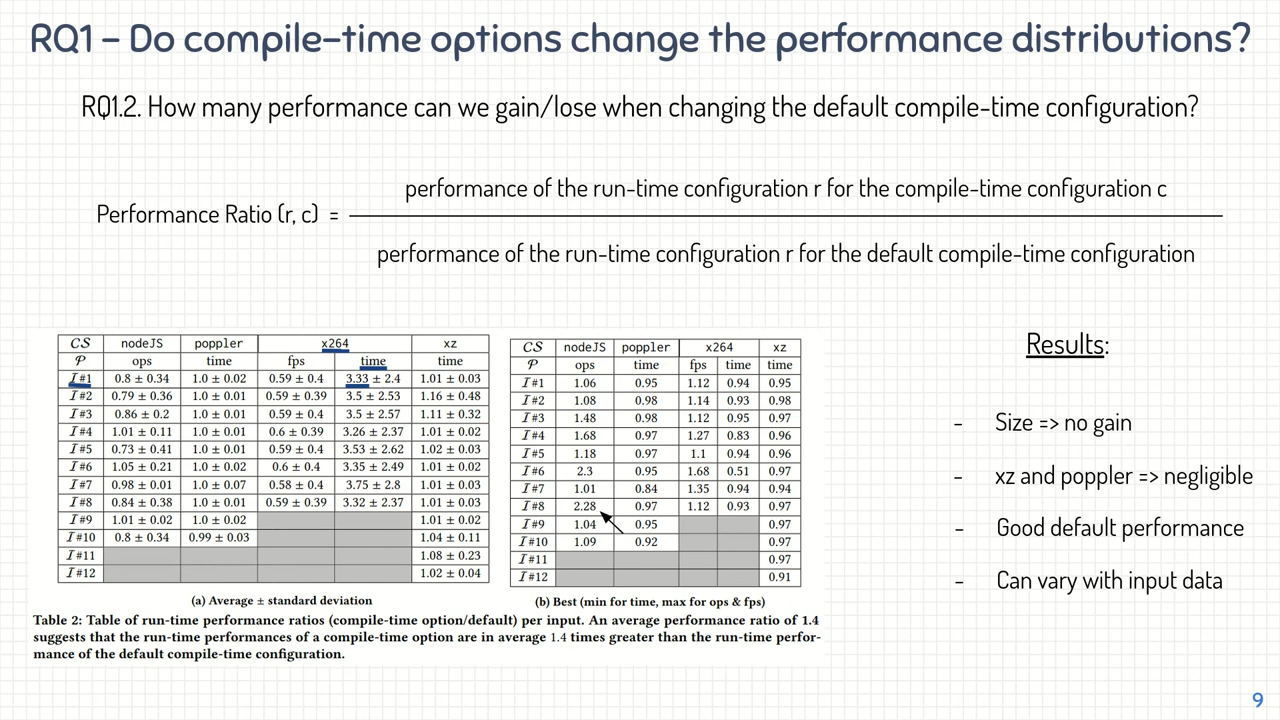 RQ1 – Do compile-time options change the performance distributions?
RQ1.2. How many performance can we gain/lose when changing the default compile-time configuration?
performance of the run-time configuration r for the compile-time configuration c
Performance Ratio (r, c) =
performance of the run-time configuration r for the default compile-time configuration
CS nodeJS poppler x264 xz
P ops time fps time time
I #1 0.8 ± 0.34 1.0 ± 0.02 0.59 ± 0.4 3.33 ± 2.4 1.01 ± 0.03
I #2 0.79 ± 0.36 1.0 ± 0.01 0.59 ± 0.39 3.5 ± 2.53 1.16 ± 0.48
I #3 0.86 ± 0.2 1.0 ± 0.01 0.59 ± 0.4 3.5 ± 2.57 1.11 ± 0.32
I #4 1.01 ± 0.11 1.0 ± 0.01 0.6 ± 0.39 3.26 ± 2.37 1.01 ± 0.02
I #5 0.73 ± 0.41 1.0 ± 0.01 0.59 ± 0.4 3.53 ± 2.62 1.02 ± 0.03
I #6 1.05 ± 0.21 1.0 ± 0.02 0.6 ± 0.4 3.35 ± 2.49 1.01 ± 0.02
I #7 0.98 ± 0.01 1.0 ± 0.07 0.58 ± 0.4 3.75 ± 2.8 1.01 ± 0.03
I #8 0.84 ± 0.38 1.0 ± 0.01 0.59 ± 0.39 3.32 ± 2.37 1.01 ± 0.03
I #9 1.01 ± 0.02 1.0 ± 0.02 1.01 ± 0.02
I #10 0.8 ± 0.34 0.99 ± 0.03 1.04 ± 0.11
I #11 1.08 ± 0.23
I #12 1.02 ± 0.04
(a) Average ± standard deviation
CS nodeJS poppler x264 xz
P ops time fps time time
I #1 1.06 0.95 1.12 0.94 0.95
I #2 1.08 0.98 1.14 0.93 0.98
I #3 1.48 0.98 1.12 0.95 0.97
I #4 1.68 0.97 1.27 0.83 0.96
I #5 1.18 0.97 1.1 0.94 0.96
I #6 2.3 0.95 1.68 0.51 0.97
I #7 1.01 0.84 1.35 0.94 0.94
I #8 2.28 0.97 1.12 0.93 0.97
I #9 1.04 0.95 0.97
I #10 1.09 0.92 0.97
I #11 0.97
I #12 0.91
(b) Best (min for time, max for ops & fps)
Table 2: Table of run-time performance ratios (compile-time option/default) per input. An average performance ratio of 1.4
suggests that the run-time performances of a compile-time option are in average 1.4 times greater than the run-time perfor-
mance of the default compile-time configuration.
Results:
- Size => no gain
- xz and poppler => negligible
- Good default performance
- Can vary with input data
9